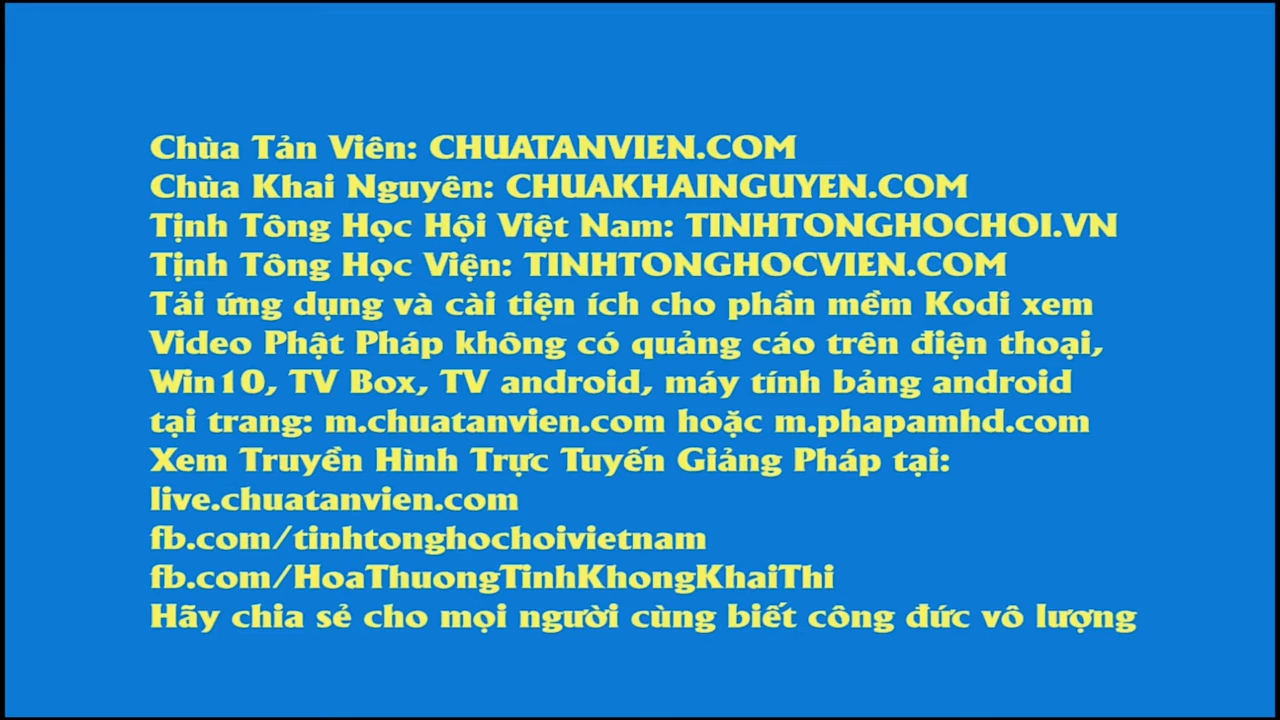 Chùa Tản Viên: CHUATANVIEN.COM
Chùa Khai Nguyên: CHUAKHAINGUYEN.COM
Tịnh Tông Học Hội Việt Nam: TINHTONGHOCHOI.VN
Tịnh Tông Học Viện: TINHTONGHOCVIEN.COM
Tải ứng dụng và cài tiện ích cho phần mềm Kodi xem
Video Phật Pháp không có quảng cáo trên điện thoại,
Win10, TV Box, TV android, máy tính bảng android
tại trang: m.chuatanvien.com hoặc m.phapamhd.com
Xem Truyền Hình Trực Tuyến Giảng Pháp tại:
live.chuatanvien.com
fb.com/tinhtonghochoivietnam
fb.com/HoaThuongTinhKhongKhaiThi
Hãy chia sẻ cho mọi người cùng biết công đức vô lượng